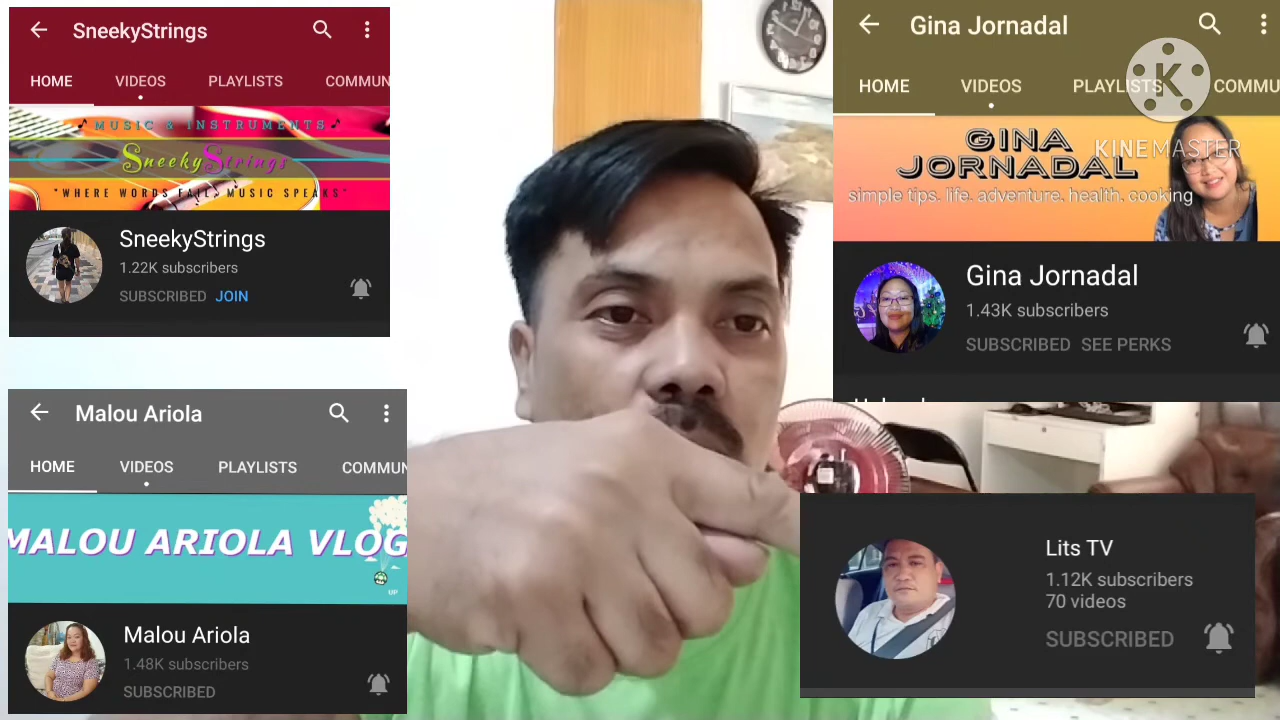 SneekyStrings
HOME VIDEOS PLAYLISTS COMMUN
MUSIC & INSTRUMENTS
SneekyStrings
"WHERE WORDS FAIL, MUSIC SPEAKS"
SneekyStrings
1.22K subscribers
SUBSCRIBED JOIN
Gina Jornadal
HOME VIDEOS PLAYLISTS COMMU
K
KINEMASTER
GINA
JORNADAL
simple tips, life, adventure, health, cooking
Gina Jornadal
1.43K subscribers
SUBSCRIBED SEE PERKS
Malou Ariola
HOME VIDEOS PLAYLISTS COMMUN
MALOU ARIOLA VLOG
UP
Malou Ariola
1.48K subscribers
SUBSCRIBED
Lits TV
1.12K subscribers
70 videos
SUBSCRIBED